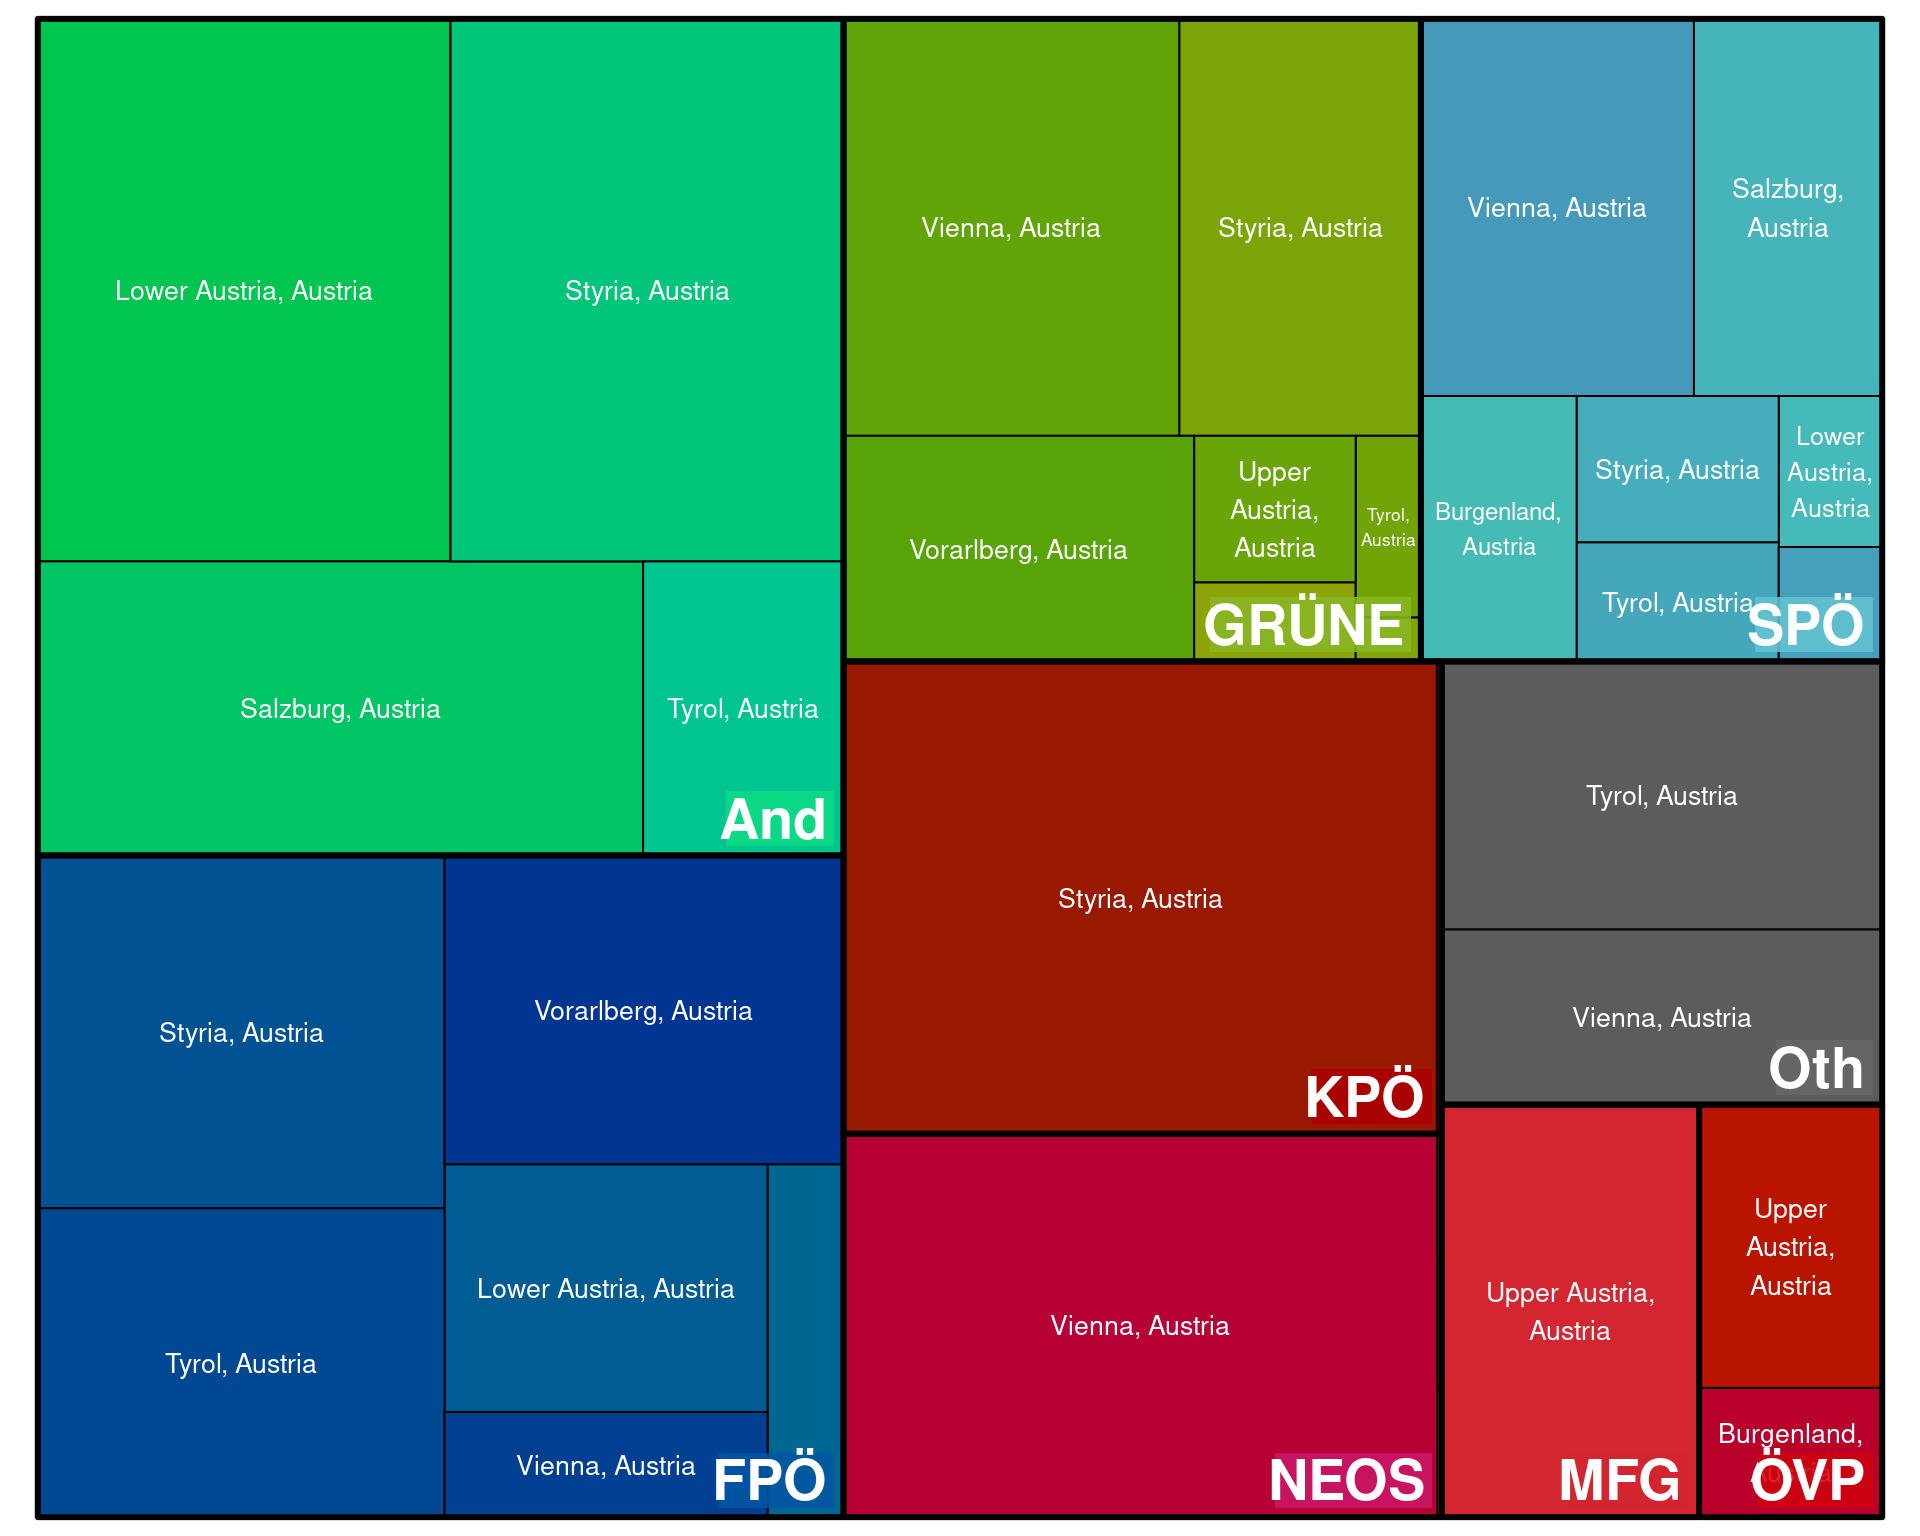 Lower Austria, Austria
Styria, Austria
Salzburg, Austria
Tyrol, Austria
And
Styria, Austria
Vorarlberg, Austria
Tyrol, Austria
Lower Austria, Austria
Vienna, Austria
FPÖ
Vienna, Austria
Styria, Austria
Vorarlberg, Austria
Upper
Austria,
Austria
Tyrol,
Austria
GRÜNE
Vienna, Austria
Salzburg,
Austria
Burgenland,
Austria
Styria, Austria
Lower
Austria,
Austria
Tyrol, Austria
SPÖ
Styria, Austria
KPÖ
Vienna, Austria
NEOS
Tyrol, Austria
Vienna, Austria
Oth
Upper Austria,
Austria
MFG
Upper
Austria,
Austria
Burgenland,
ÖVP